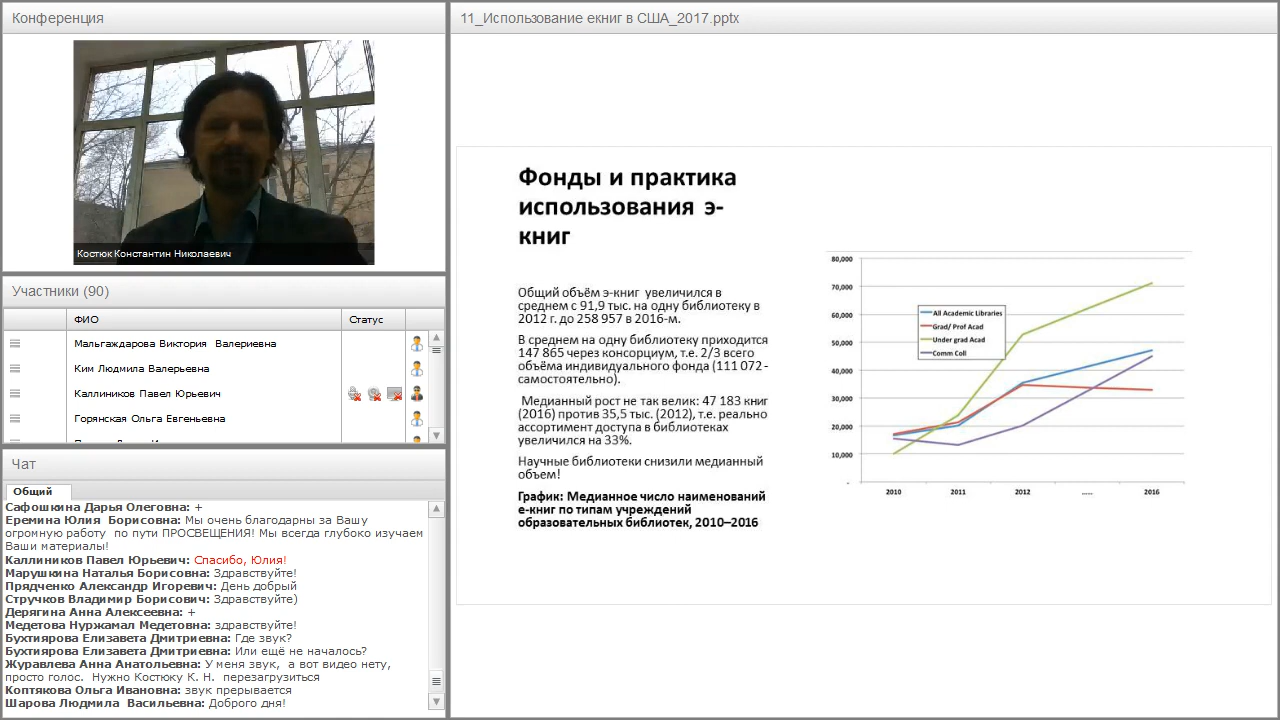 Конференция
Костюк Константин Николаевич
Участники (90)
ФИО
Статус
Мальгаждарова Виктория Валериевна
Ким Людмила Валерьевна
Каллиников Павел Юрьевич
Горянская Ольга Евгеньевна
Чат
Общий
Сафошкина Дарья Олеговна: +
Еремина Юлия Борисовна: Мы очень благодарны за Вашу
огромную работу по пути ПРОСВЕЩЕНИЯ! Мы всегда глубоко изучаем
Ваши материалы!
Каллиников Павел Юрьевич: Спасибо, Юлия!
Марушкина Наталья Борисовна: Здравствуйте!
Прядченко Александр Игоревич: День добрый
Стручков Владимир Борисович: Здравствуйте)
Дерягина Анна Алексеевна: +
Медетова Нуржамал Медетовна: здравствуйте!
Бухтиярова Елизавета Дмитриевна: Где звук?
Бухтиярова Елизавета Дмитриевна: Или ещё не началось?
Журавлева Анна Анатольевна: У меня звук, а вот видео нету,
просто голос. Нужно Костюку К. Н. перезагрузиться
Коптякова Ольга Ивановна: звук прерывается
Шарова Людмила Васильевна: Доброго дня!
11_Использование екниг в США_2017.pptx
Фонды и практика
использования э-
книг
Общий объём э-книг увеличился в
среднем с 91,9 тыс. на одну библиотеку в
2012 г. до 258 957 в 2016-м.
В среднем на одну библиотеку приходится
147 865 через консорциум, т.е. 2/3 всего
объёма индивидуального фонда (111 072 -
самостоятельно).
Медианный рост не так велик: 47 183 книг
(2016) против 35,5 тыс. (2012), т.е. реально
ассортимент доступа в библиотеках
увеличился на 33%.
Научные библиотеки снизили медианный
объем!
График: Медианное число наименований
е-книг по типам учреждений
образовательных библиотек, 2010–2016
80,000
70,000
60,000
50,000
40,000
30,000
20,000
10,000
-
All Academic Libraries
Grad/ Prof Acad
Under grad Acad
Comm Coll
2010
2011
2012
.....
2016